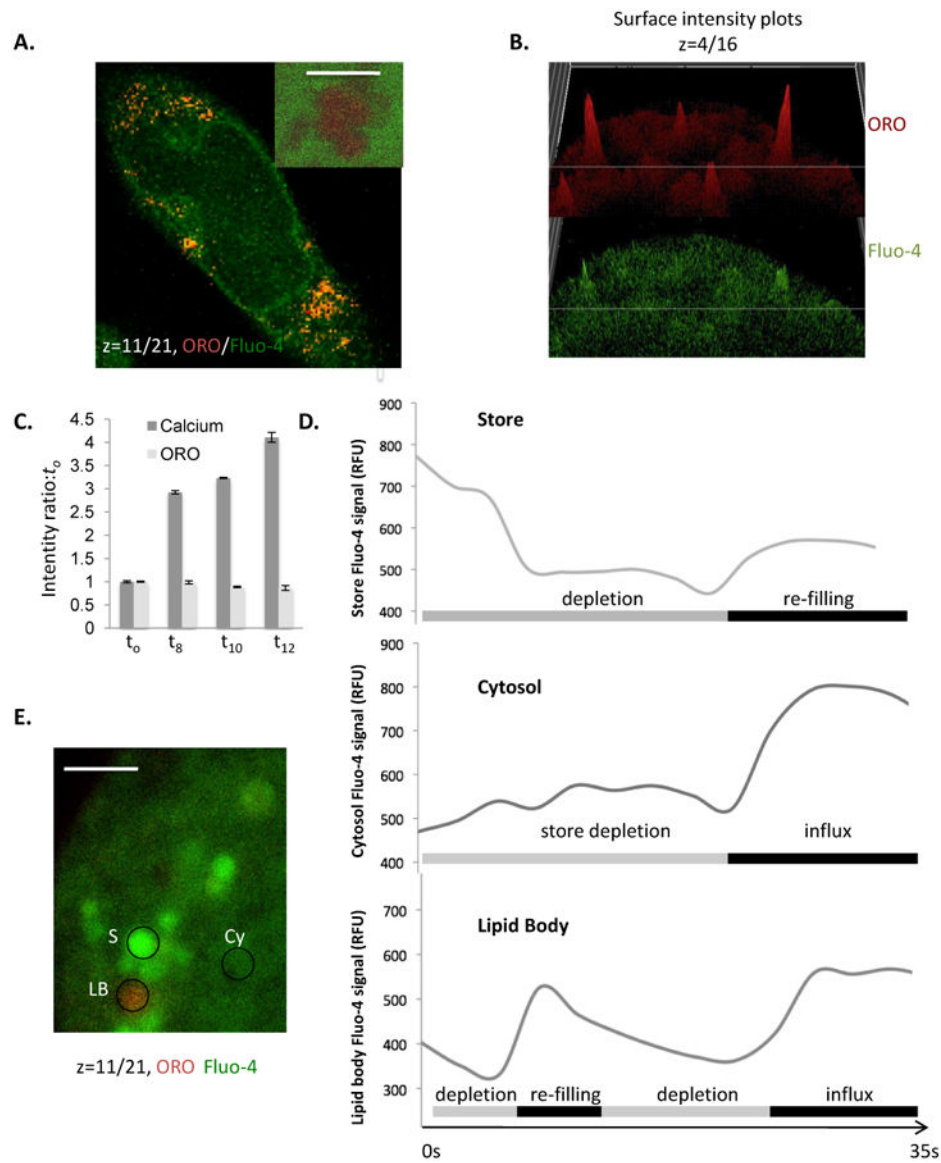 A.
z=11/21, ORO/Fluo-4
B.
Surface intensity plots
z=4/16
ORO
Fluo-4
C.
Intentity ratio:to
4.5
4
3.5
3
2.5
2
1.5
1
0.5
0
Calcium
ORO
to t8 t10 t12
D.
Store
Store Fluo-4 signal (RFU)
900
800
700
600
500
400
depletion re-filling
Cytosol
Cytosol Fluo-4 signal (RFU)
800
700
600
500
400
store depletion influx
Lipid Body
Lipid body Fluo-4 signal (RFU)
700
600
500
400
300
depletion re-filling depletion influx
0s 35s
E.
S
Cy
LB
z=11/21, ORO Fluo-4